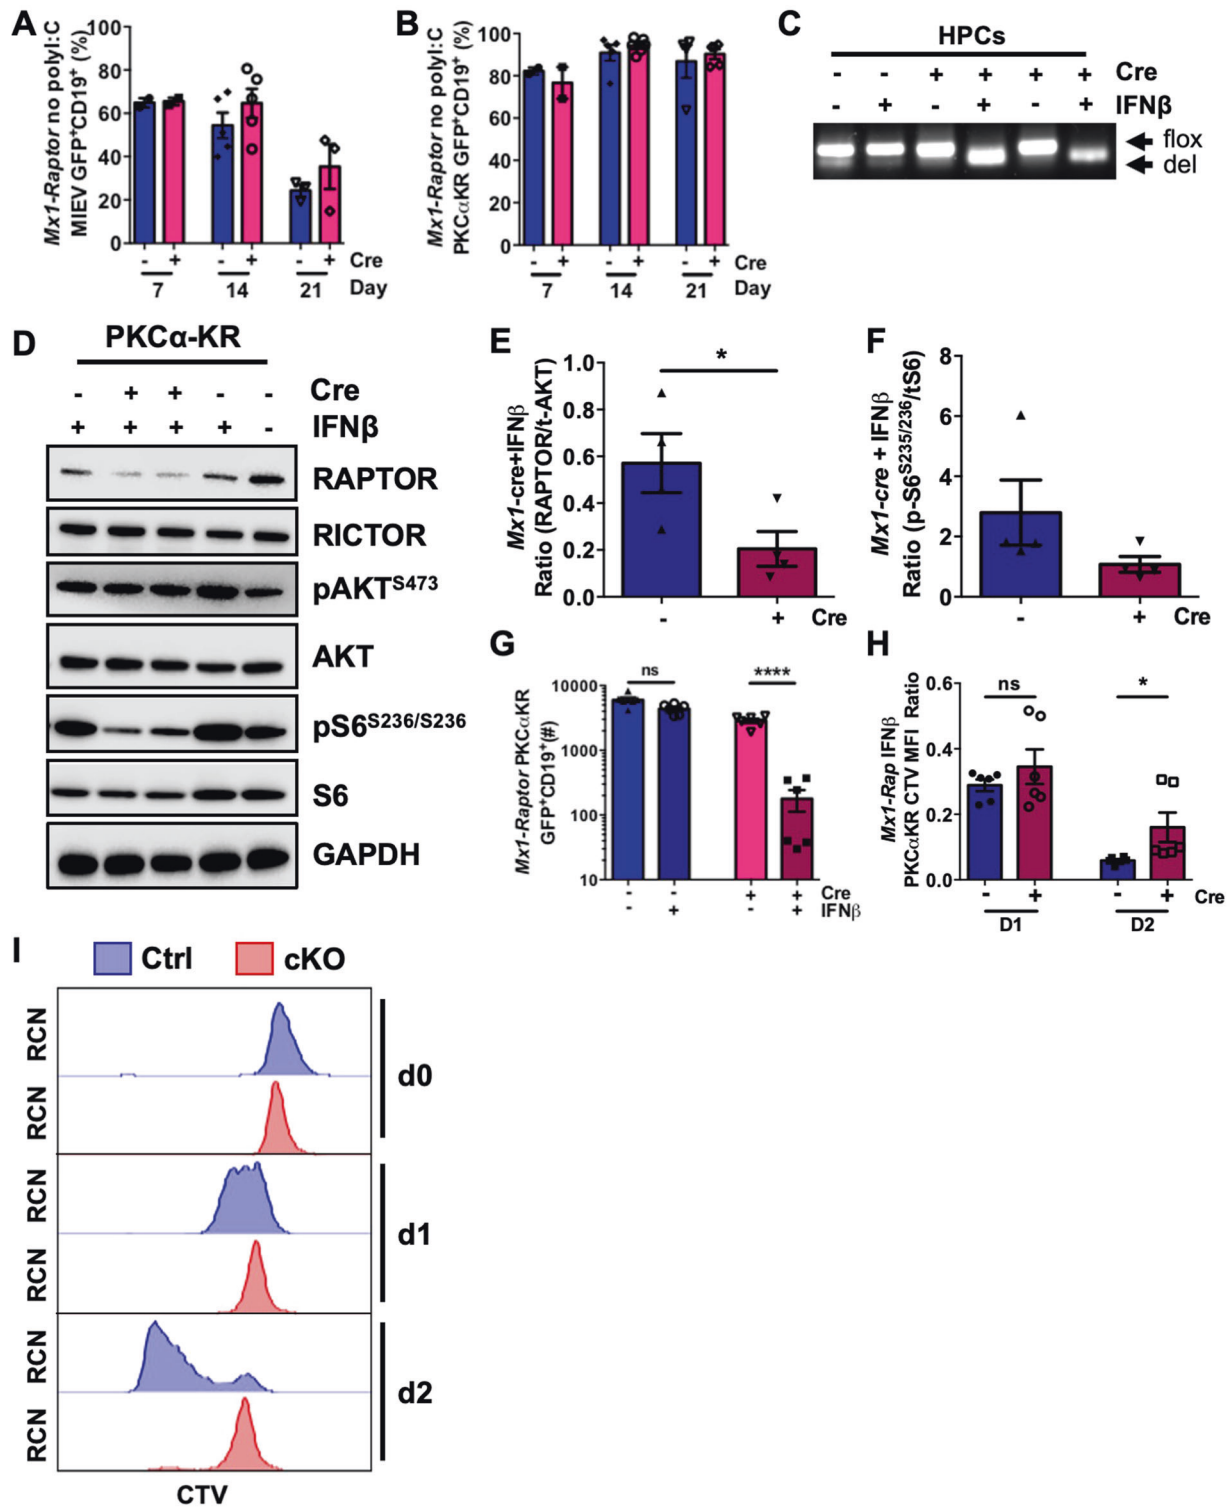 A
Mx1-Raptor no polyI:C
MIEV GFP⁺CD19⁺ (%)
100
80
60
40
20
0
- + - + - + Cre
7 14 21 Day
B
Mx1-Raptor no polyI:C
PKCαKR GFP⁺CD19⁺ (%)
100
80
60
40
20
0
- + - + - + Cre
7 14 21 Day
C
HPCs
- - + + + + Cre
- + - + - + IFNβ
flox
del
D
PKCα-KR
- + + - - Cre
+ + + + - IFNβ
RAPTOR
RICTOR
pAKTS473
AKT
pS6S236/S236
S6
GAPDH
E
Mx1-cre+IFNβ
Ratio (RAPTOR/t-AKT)
1.0
0.8
0.6
0.4
0.2
0.0
*
- + Cre
F
Mx1-cre + IFNβ
Ratio (p-S6S235/236/tS6)
8
6
4
2
0
- + Cre
G
Mx1-Raptor PKCαKR
GFP⁺CD19⁺(#)
10000
1000
100
10
ns ****
- - + + Cre
- + - + IFNβ
H
Mx1-Rap IFNβ
PKCαKR CTV MFI Ratio
0.6
0.4
0.2
0.0
ns *
- + - + Cre
D1 D2
I
Ctrl cKO
RCN
RCN
d0
RCN
RCN
d1
RCN
RCN
d2
CTV